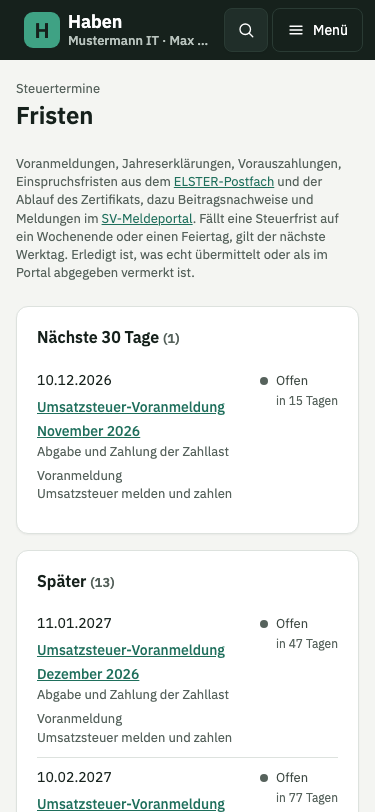 H
Haben
Mustermann IT · Max ...
Menü
Steuertermine
Fristen
Voranmeldungen, Jahreserklärungen, Vorauszahlungen,
Einspruchsfristen aus dem ELSTER-Postfach und der
Ablauf des Zertifikats, dazu Beitragsnachweise und
Meldungen im SV-Meldeportal. Fällt eine Steuerfrist auf
ein Wochenende oder einen Feiertag, gilt der nächste
Werktag. Erledigt ist, was echt übermittelt oder als im
Portal abgegeben vermerkt ist.
Nächste 30 Tage (1)
10.12.2026
Offen
in 15 Tagen
Umsatzsteuer-Voranmeldung
November 2026
Abgabe und Zahlung der Zahllast
Voranmeldung
Umsatzsteuer melden und zahlen
Später (13)
11.01.2027
Offen
in 47 Tagen
Umsatzsteuer-Voranmeldung
Dezember 2026
Abgabe und Zahlung der Zahllast
Voranmeldung
Umsatzsteuer melden und zahlen
10.02.2027
Offen
in 77 Tagen
Umsatzsteuer-Voranmeldung